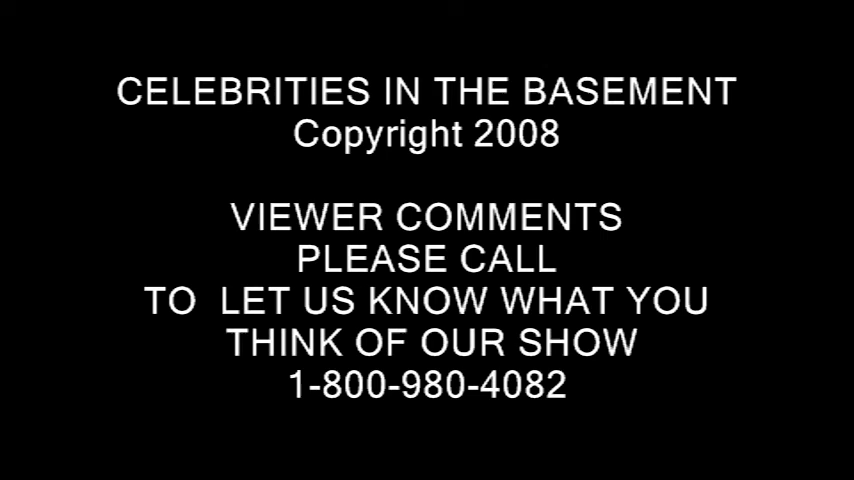 CELEBRITIES IN THE BASEMENT
Copyright 2008
VIEWER COMMENTS
PLEASE CALL
TO  LET US KNOW WHAT YOU
THINK OF OUR SHOW
1-800-980-4082